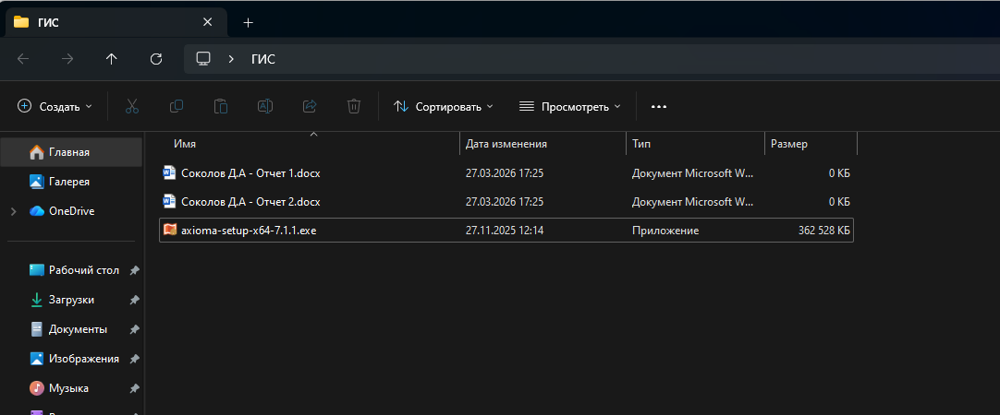 ГИС
ГИС
Создать
Сортировать
Просмотреть
Имя Дата изменения Тип Размер
Соколов Д.А - Отчет 1.docx 27.03.2026 17:25 Документ Microsoft W... 0 КБ
Соколов Д.А - Отчет 2.docx 27.03.2026 17:25 Документ Microsoft W... 0 КБ
axioma-setup-x64-7.1.1.exe 27.11.2025 12:14 Приложение 362 528 КБ
Главная
Галерея
OneDrive
Рабочий стол
Загрузки
Документы
Изображения
Музыка